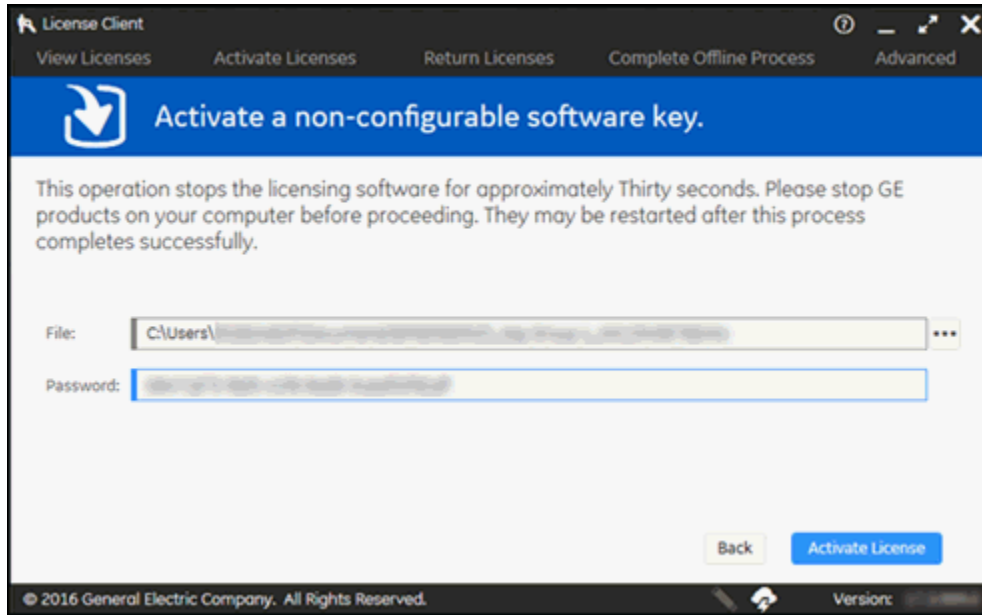 License Client
View Licenses Activate Licenses Return Licenses Complete Offline Process Advanced
Activate a non-configurable software key.
This operation stops the licensing software for approximately Thirty seconds. Please stop GE
products on your computer before proceeding. They may be restarted after this process
completes successfully.
File: C:\Users\
Password:
Back Activate License
© 2016 General Electric Company. All Rights Reserved. Version: